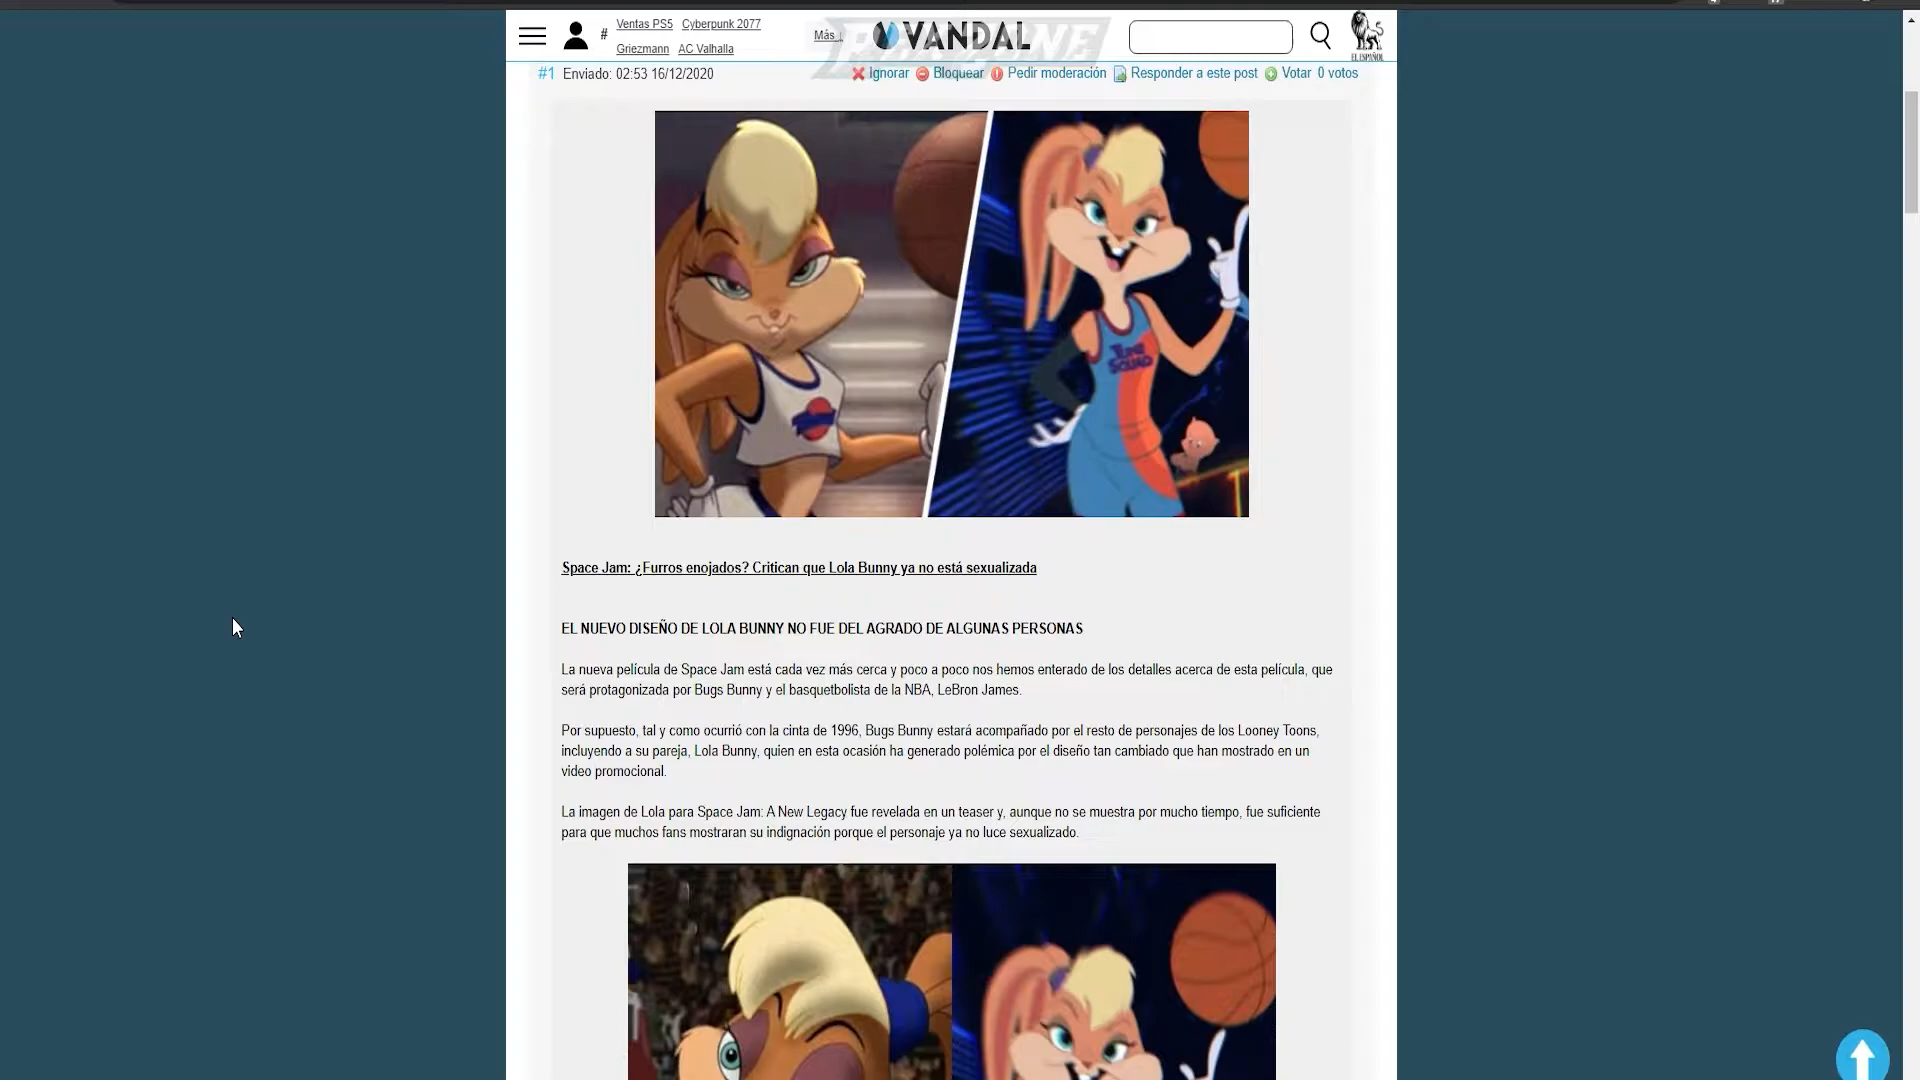 Ventas PS5 Cyberpunk 2077
Griezmann AC Valhalla
#
Más
VANDAL
EL ESPAÑOL
#1 Enviado: 02:53 16/12/2020
Ignorar Bloquear Pedir moderación Responder a este post Votar 0 votos
TUNE
SQUAD
Space Jam: ¿Furros enojados? Critican que Lola Bunny ya no está sexualizada
EL NUEVO DISEÑO DE LOLA BUNNY NO FUE DEL AGRADO DE ALGUNAS PERSONAS
La nueva película de Space Jam está cada vez más cerca y poco a poco nos hemos enterado de los detalles acerca de esta película, que
será protagonizada por Bugs Bunny y el basquetbolista de la NBA, LeBron James.
Por supuesto, tal y como ocurrió con la cinta de 1996, Bugs Bunny estará acompañado por el resto de personajes de los Looney Toons,
incluyendo a su pareja, Lola Bunny, quien en esta ocasión ha generado polémica por el diseño tan cambiado que han mostrado en un
video promocional.
La imagen de Lola para Space Jam: A New Legacy fue revelada en un teaser y, aunque no se muestra por mucho tiempo, fue suficiente
para que muchos fans mostraran su indignación porque el personaje ya no luce sexualizado.